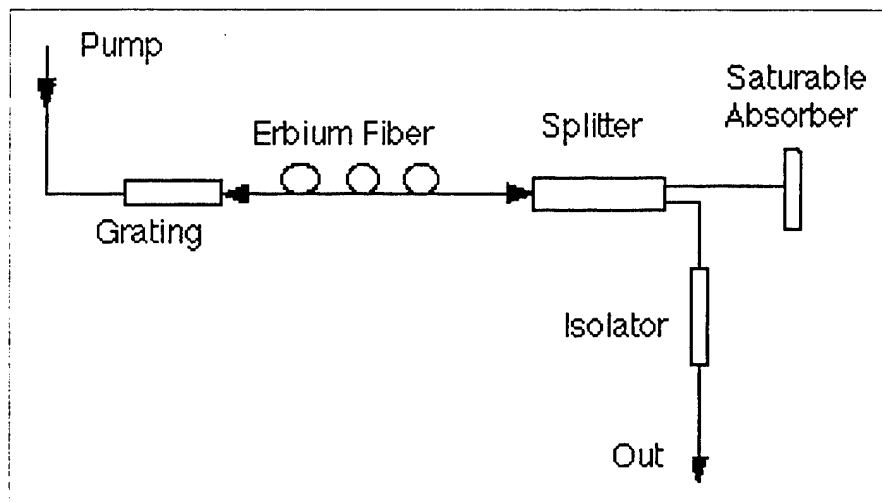 Pump
Saturable
Absorber
Erbium Fiber
Splitter
Grating
Isolator
Out